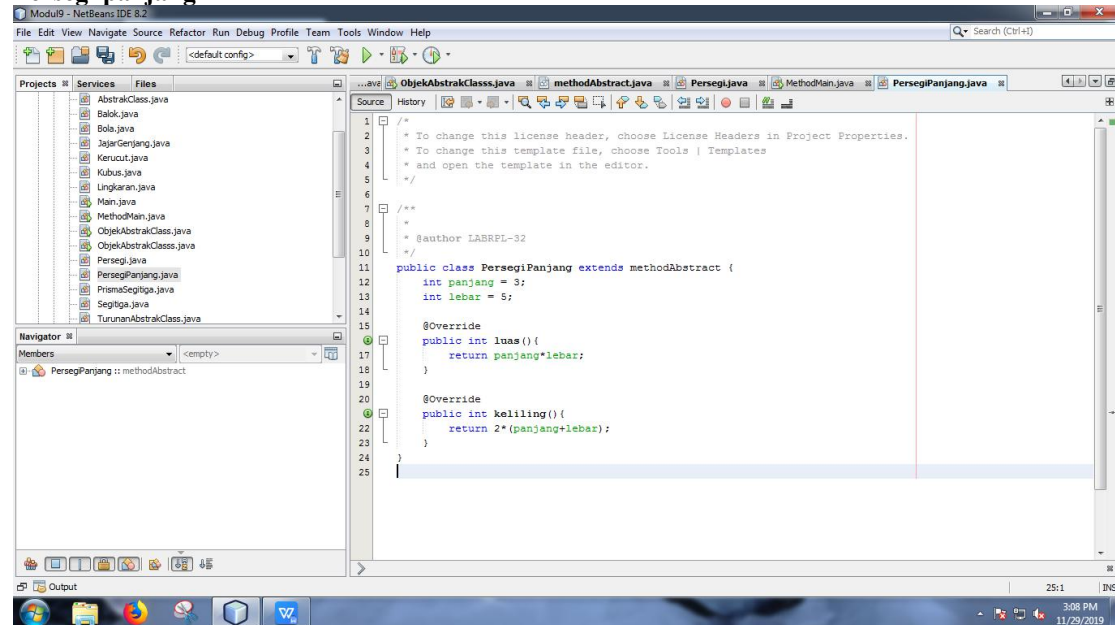 Persegi panjang
Modul9 - NetBeans IDE 8.2
File Edit View Navigate Source Refactor Run Debug Profile Team Tools Window Help
Search (Ctrl+I)
<default config>
Projects Services Files
AbstrakClass.java
Balok.java
Bola.java
JajarGenjang.java
Kerucut.java
Kubus.java
Lingkaran.java
Main.java
MethodMain.java
ObjekAbstrakClass.java
ObjekAbstrakClasss.java
Persegi.java
PersegiPanjang.java
PrismaSegitiga.java
Segitiga.java
TurunanAbstrakClass.java
Navigator
Members <empty>
PersegiPanjang :: methodAbstract
...ava ObjekAbstrakClasss.java methodAbstract.java Persegi.java MethodMain.java PersegiPanjang.java
Source History
1 /*
2 * To change this license header, choose License Headers in Project Properties.
3 * To change this template file, choose Tools | Templates
4 * and open the template in the editor.
5 */
6
7 /**
8 *
9 * @author LABRPL-32
10 */
11 public class PersegiPanjang extends methodAbstract {
12 int panjang = 3;
13 int lebar = 5;
14
15 @Override
public int luas(){
17 return panjang*lebar;
18 }
19
20 @Override
public int keliling(){
22 return 2*(panjang+lebar);
23 }
24 }
25
Output
25:1 INS
3:08 PM
11/29/2019